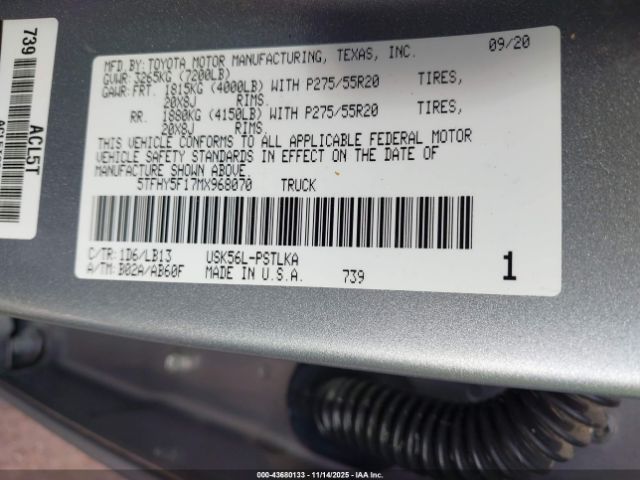 739
ACL5T
MFD. BY: TOYOTA MOTOR MANUFACTURING, TEXAS, INC. 09/20
GVWR: 3265KG (7200LB)
GAWR: FRT. 1815KG (4000LB) WITH P275/55R20 TIRES,
20X8J RIMS.
RR. 1880KG (4150LB) WITH P275/55R20 TIRES,
20X8J RIMS.
THIS VEHICLE CONFORMS TO ALL APPLICABLE FEDERAL MOTOR
VEHICLE SAFETY STANDARDS IN EFFECT ON THE DATE OF
MANUFACTURE SHOWN ABOVE.
5TFHY5F17MX968070 TRUCK
C/TR: 1D6/LB13 USK56L-PSTLKA
A/TM: B02A/AB60F MADE IN U.S.A. 739 1
000-43680133 - 11/14/2025 - IAA Inc.